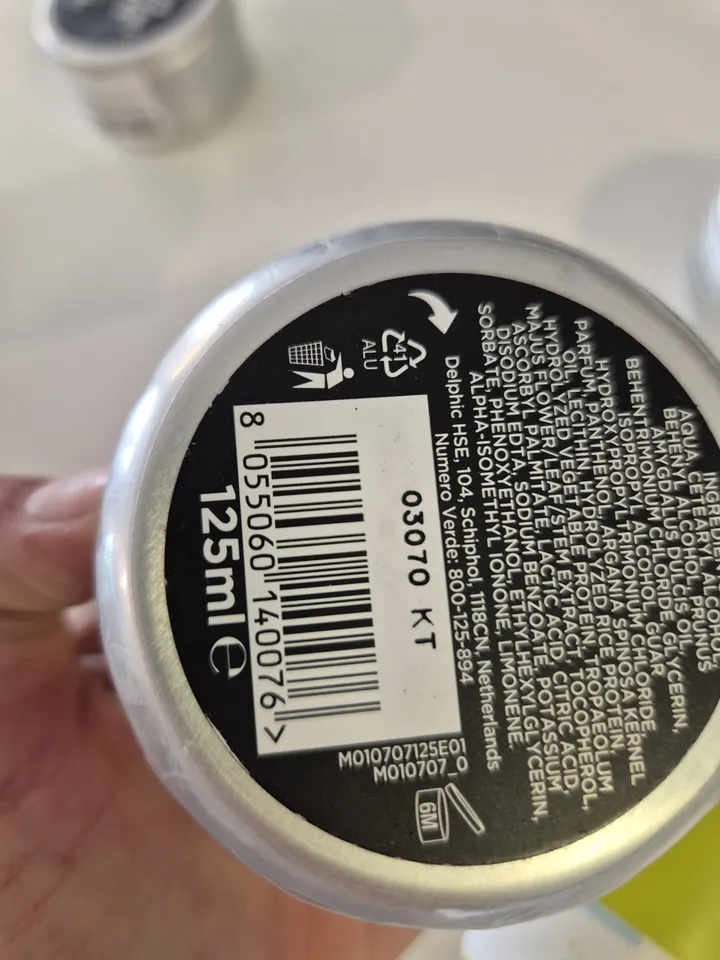 INGREDIENTS:
AQUA, CETEARYL ALCOHOL,
BEHENYL ALCOHOL, PRUNUS
AMYGDALUS DULCIS OIL, GLYCERIN,
BEHENTRIMONIUM CHLORIDE, GUAR
HYDROXYPROPYLTRIMONIUM CHLORIDE,
ISOPROPYL ALCOHOL,
PARFUM, PANTHENOL, ARGANIA SPINOSA KERNEL
OIL, LECITHIN, HYDROLYZED RICE PROTEIN,
HYDROLYZED VEGETABLE PROTEIN, TROPAEOLUM
MAJUS FLOWER/LEAF/STEM EXTRACT, TOCOPHEROL,
ASCORBYL PALMITATE, LACTIC ACID, CITRIC ACID,
DISODIUM EDTA, SODIUM BENZOATE, POTASSIUM
SORBATE, PHENOXYETHANOL, ETHYLHEXYLGLYCERIN,
ALPHA-ISOMETHYL IONONE, LIMONENE.
Delphic HSE, 104, Schiphol, 1118CN, Netherlands
Numero Verde: 800-125-894
41
ALU
03070 KT
8 055060 140076 >
125ml e
M010707125E01
M010707_0
6M